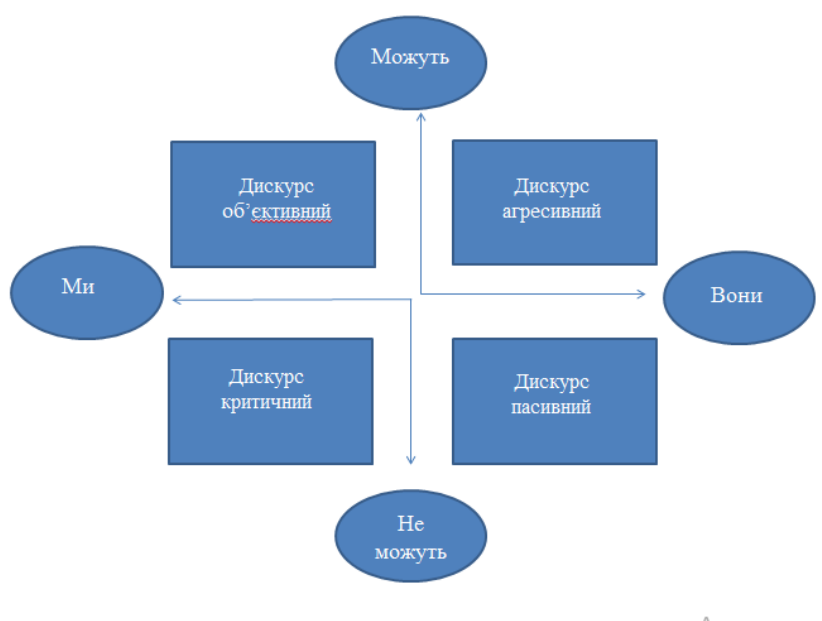 Можуть
Дискурс
об’єктивний
Дискурс
агресивний
Ми
Вони
Дискурс
критичний
Дискурс
пасивний
Не
можуть